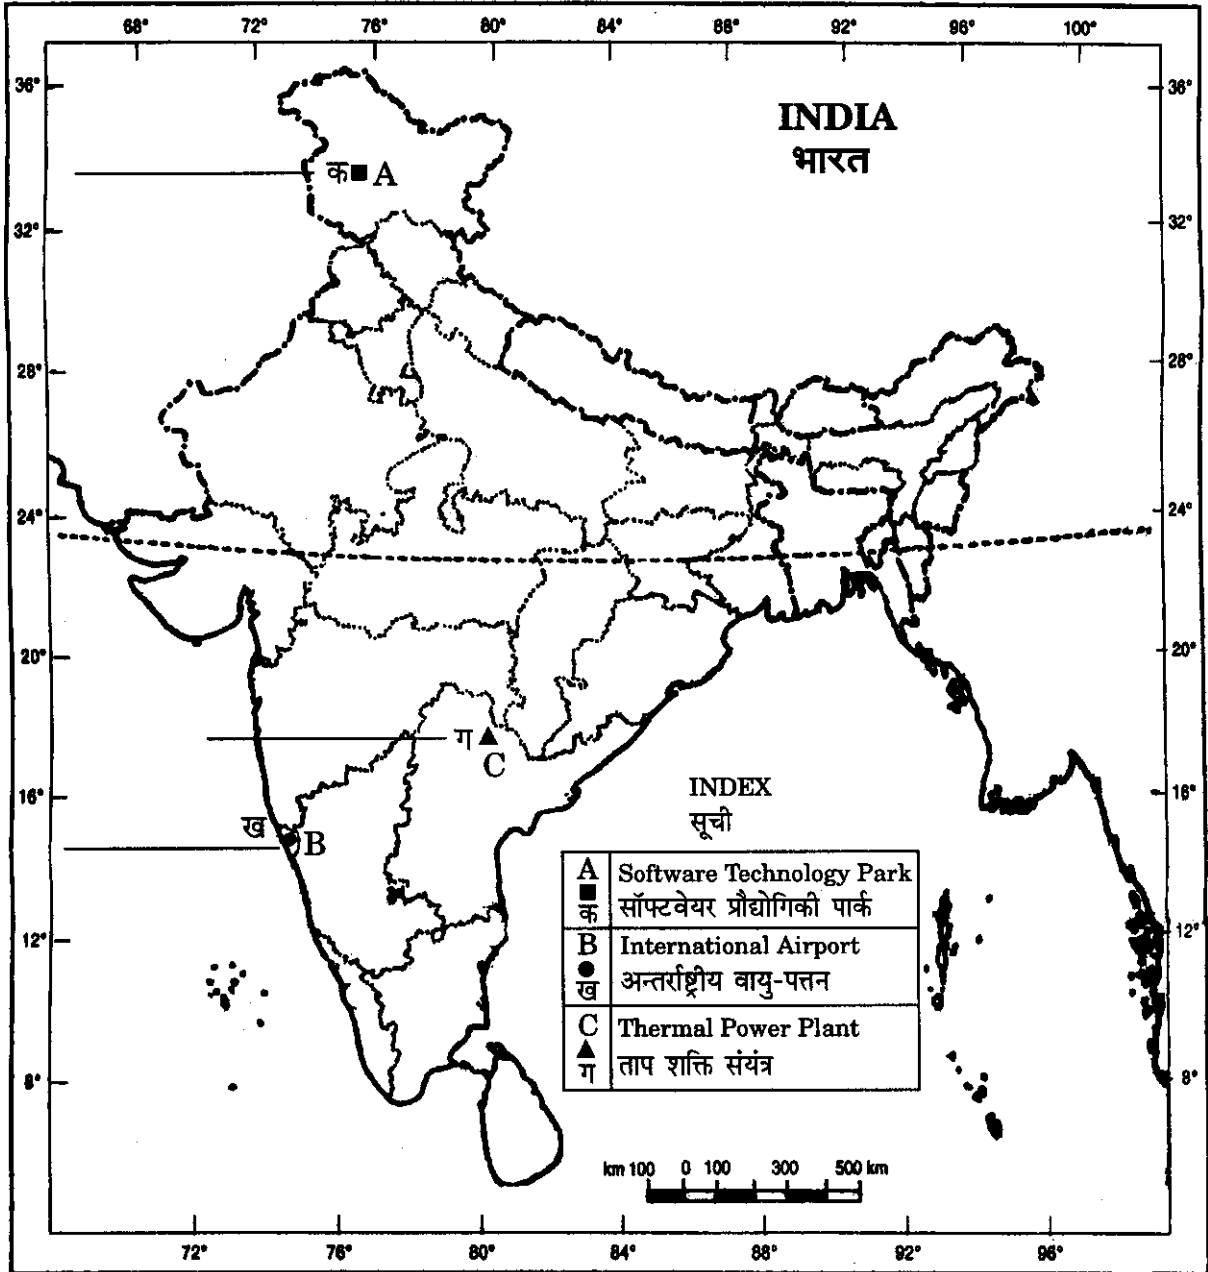 68° 72° 76° 80° 84° 88° 92° 96° 100°
36° 36°
INDIA
भारत
क A
32° 32°
28° 28°
24° 24°
20° 20°
ग
C
16° 16°
INDEX
सूची
ख B
A Software Technology Park
क सॉफ्टवेयर प्रौद्योगिकी पार्क
B International Airport
ख अन्तर्राष्ट्रीय वायु-पत्तन
C Thermal Power Plant
ग ताप शक्ति संयंत्र
12° 12°
8° 8°
km 100 0 100 300 500 km
72° 76° 80° 84° 88° 92° 96°